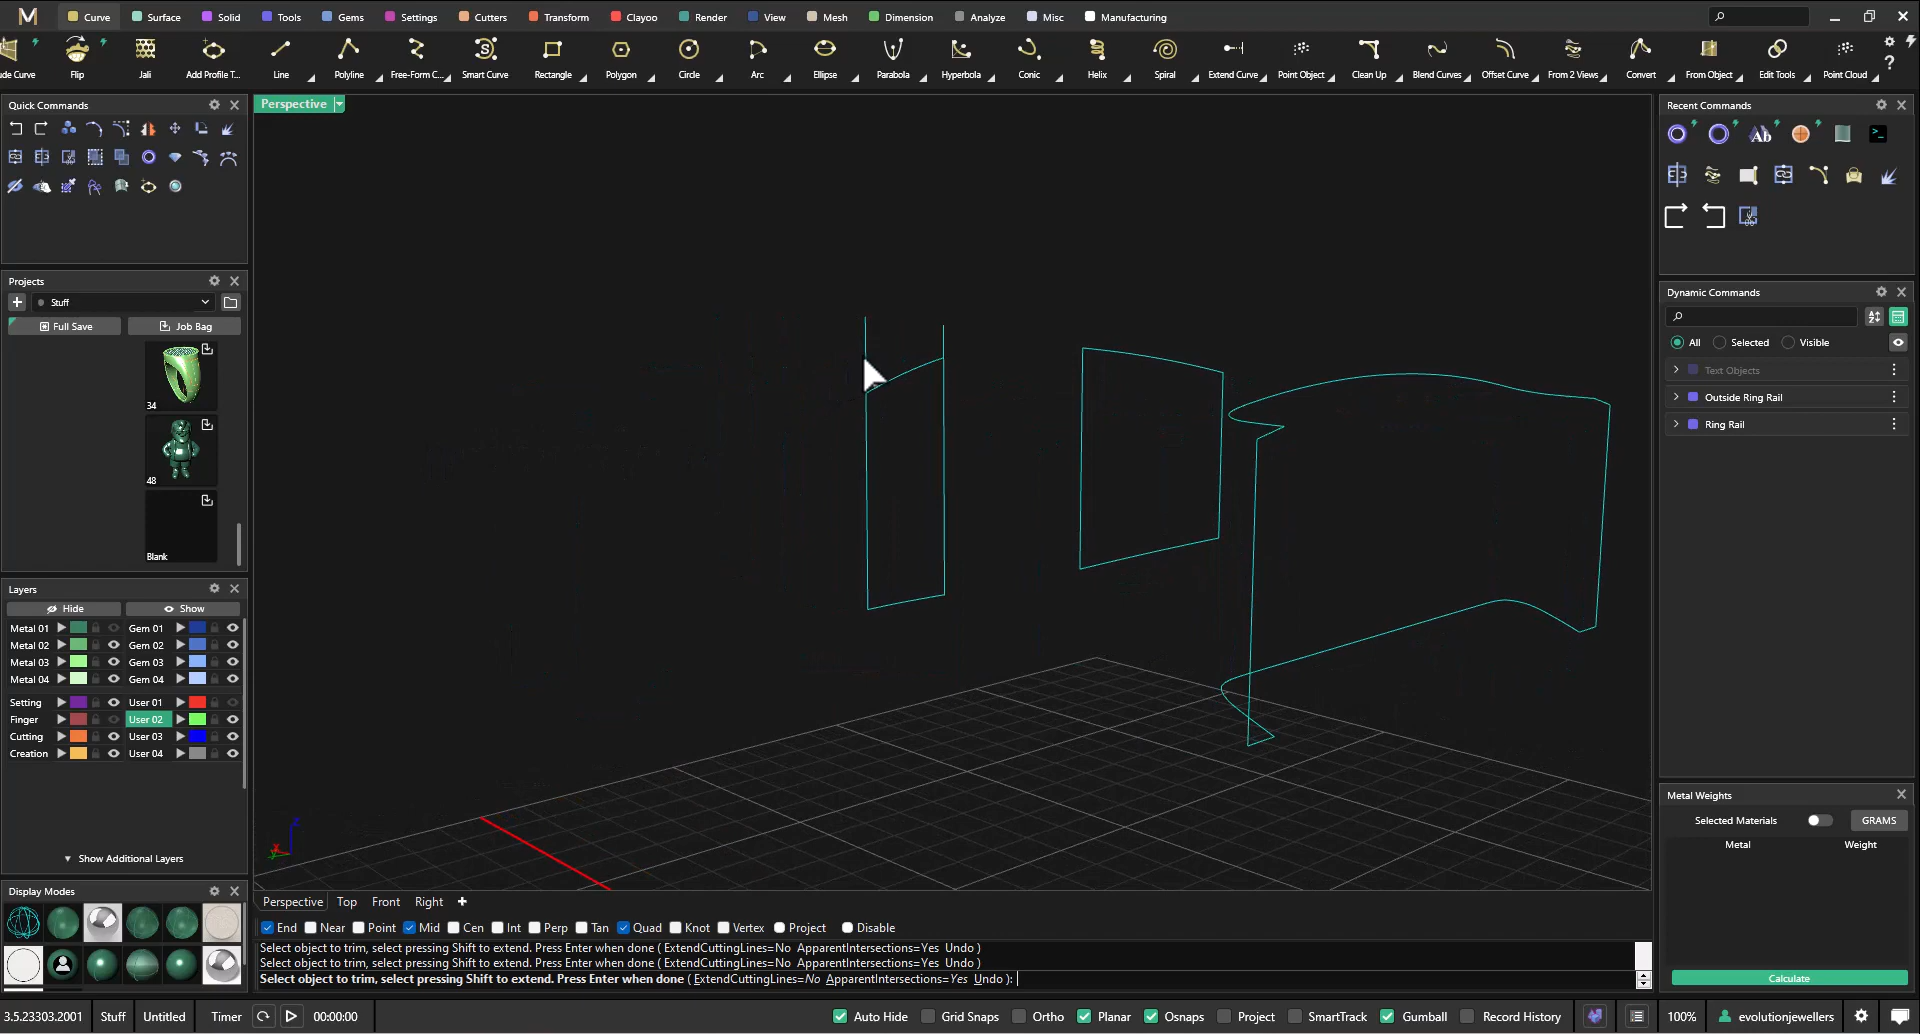 Curve Surface Solid Tools Gems Settings Cutters Transform Clayoo Render View Mesh Dimension Analyze Misc Manufacturing
ude Curve Flip Jali Add Profile T... Line Polyline Free-Form C... Smart Curve Rectangle Polygon Circle Arc Ellipse Parabola Hyperbola Conic Helix Spiral Extend Curve Point Object Clean Up Blend Curves Offset Curve From 2 Views Convert From Object Edit Tools Point Cloud
Quick Commands
Projects
Stuff
Full Save Job Bag
34
48
Blank
Layers
Hide Show
Metal 01 Gem 01
Metal 02 Gem 02
Metal 03 Gem 03
Metal 04 Gem 04
Setting User 01
Finger User 02
Cutting User 03
Creation User 04
Show Additional Layers
Display Modes
Perspective
z
x
Perspective Top Front Right
End Near Point Mid Cen Int Perp Tan Quad Knot Vertex Project Disable
Select object to trim, select pressing Shift to extend. Press Enter when done ( ExtendCuttingLines=No ApparentIntersections=Yes Undo )
Select object to trim, select pressing Shift to extend. Press Enter when done ( ExtendCuttingLines=No ApparentIntersections=Yes Undo )
Select object to trim, select pressing Shift to extend. Press Enter when done ( ExtendCuttingLines=No ApparentIntersections=Yes Undo ):
Recent Commands
Ab
Dynamic Commands
All Selected Visible
Text Objects
Outside Ring Rail
Ring Rail
Metal Weights
Selected Materials GRAMS
Metal Weight
Calculate
3.5.23303.2001 Stuff Untitled Timer 00:00:00 Auto Hide Grid Snaps Ortho Planar Osnaps Project SmartTrack Gumball Record History 100% evolutionjewellers